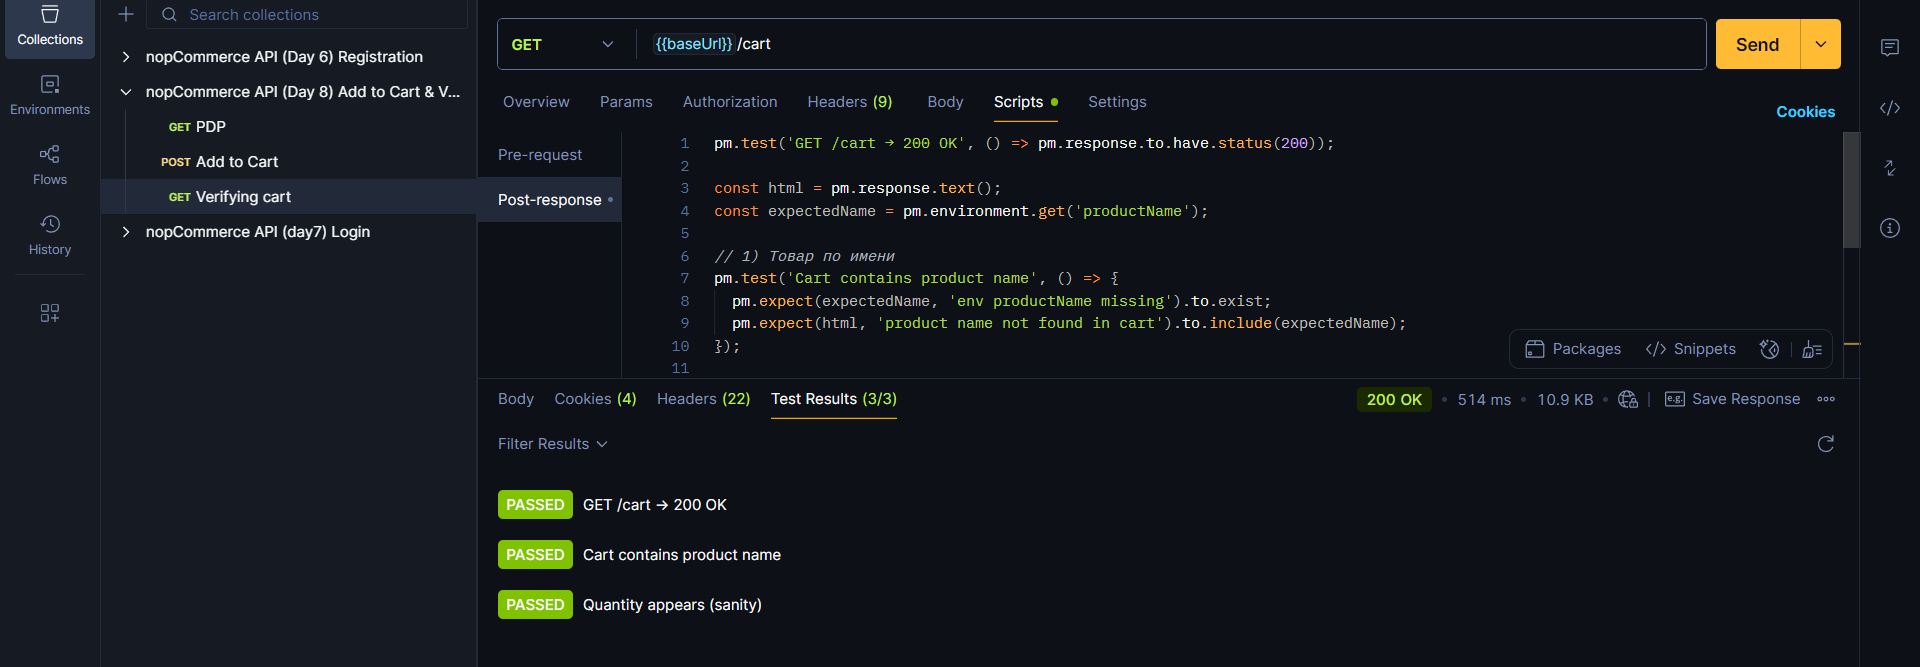 Collections
Environments
Flows
History
Search collections
nopCommerce API (Day 6) Registration
nopCommerce API (Day 8) Add to Cart & V...
GET PDP
POST Add to Cart
GET Verifying cart
nopCommerce API (day7) Login
GET
{{baseUrl}}/cart
Send
Overview
Params
Authorization
Headers (9)
Body
Scripts
Settings
Cookies
Pre-request
Post-response
1 pm.test('GET /cart → 200 OK', () => pm.response.to.have.status(200));
2
3 const html = pm.response.text();
4 const expectedName = pm.environment.get('productName');
5
6 // 1) Товар по имени
7 pm.test('Cart contains product name', () => {
8 pm.expect(expectedName, 'env productName missing').to.exist;
9 pm.expect(html, 'product name not found in cart').to.include(expectedName);
10 });
11
Packages
</> Snippets
Body
Cookies (4)
Headers (22)
Test Results (3/3)
200 OK • 514 ms • 10.9 KB
e.g. Save Response
Filter Results
PASSED GET /cart → 200 OK
PASSED Cart contains product name
PASSED Quantity appears (sanity)